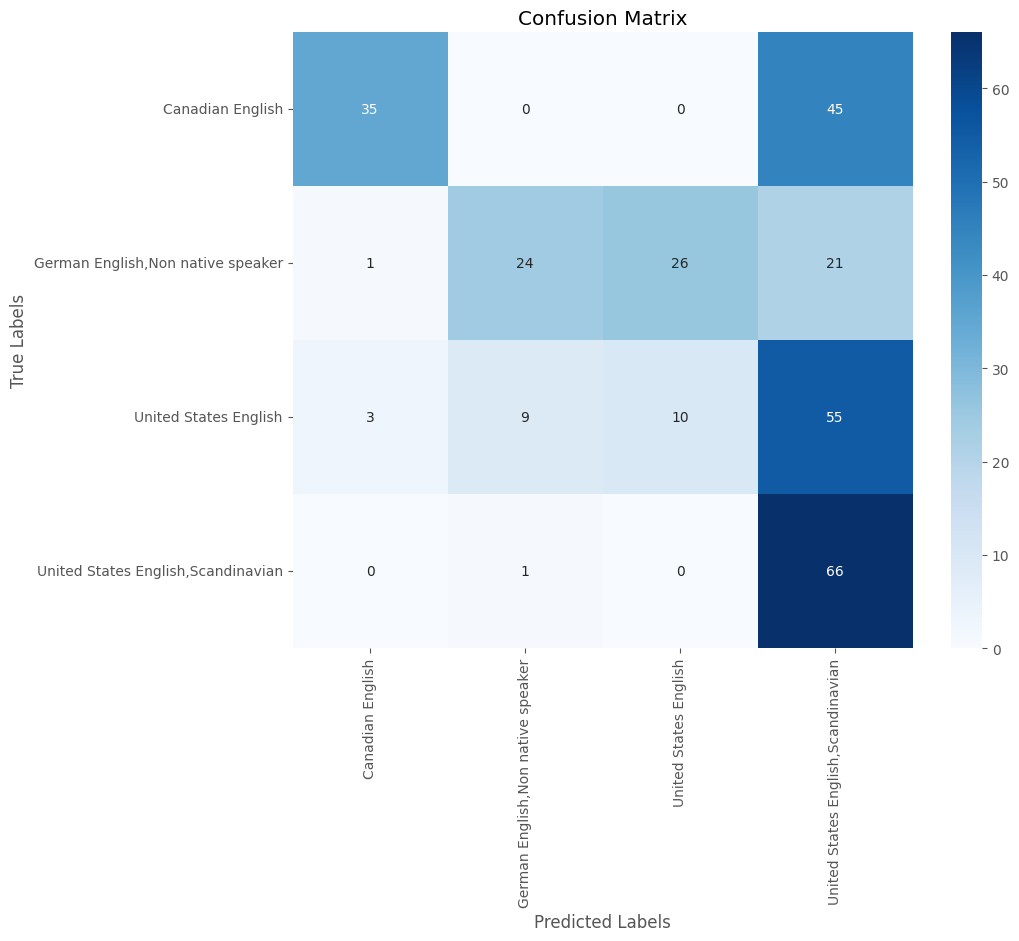 Confusion Matrix
Canadian English
35 0 0 45
German English,Non native speaker
1 24 26 21
United States English
3 9 10 55
United States English,Scandinavian
0 1 0 66
True Labels
Canadian English
German English,Non native speaker
United States English
United States English,Scandinavian
Predicted Labels
60
50
40
30
20
10
0